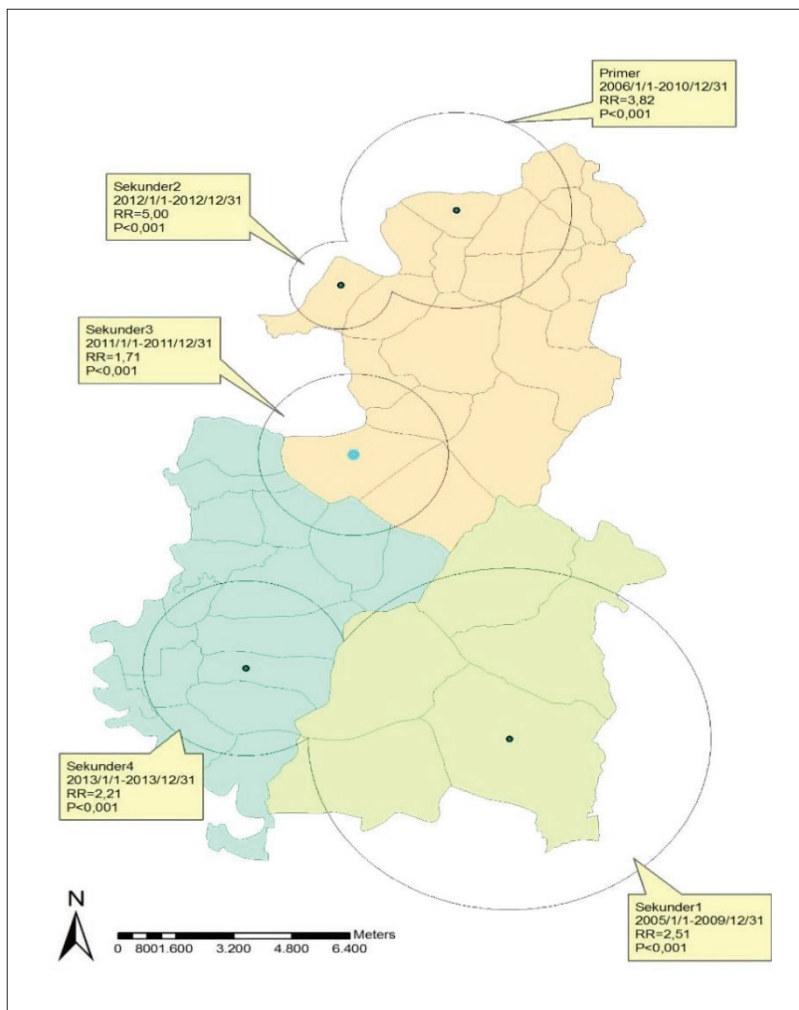 Primer
2006/1/1-2010/12/31
RR=3,82
P<0,001
Sekunder2
2012/1/1-2012/12/31
RR=5,00
P<0,001
Sekunder3
2011/1/1-2011/12/31
RR=1,71
P<0,001
Sekunder4
2013/1/1-2013/12/31
RR=2,21
P<0,001
Sekunder1
2005/1/1-2009/12/31
RR=2,51
P<0,001
N
Meters
0 8001.600 3.200 4.800 6.400